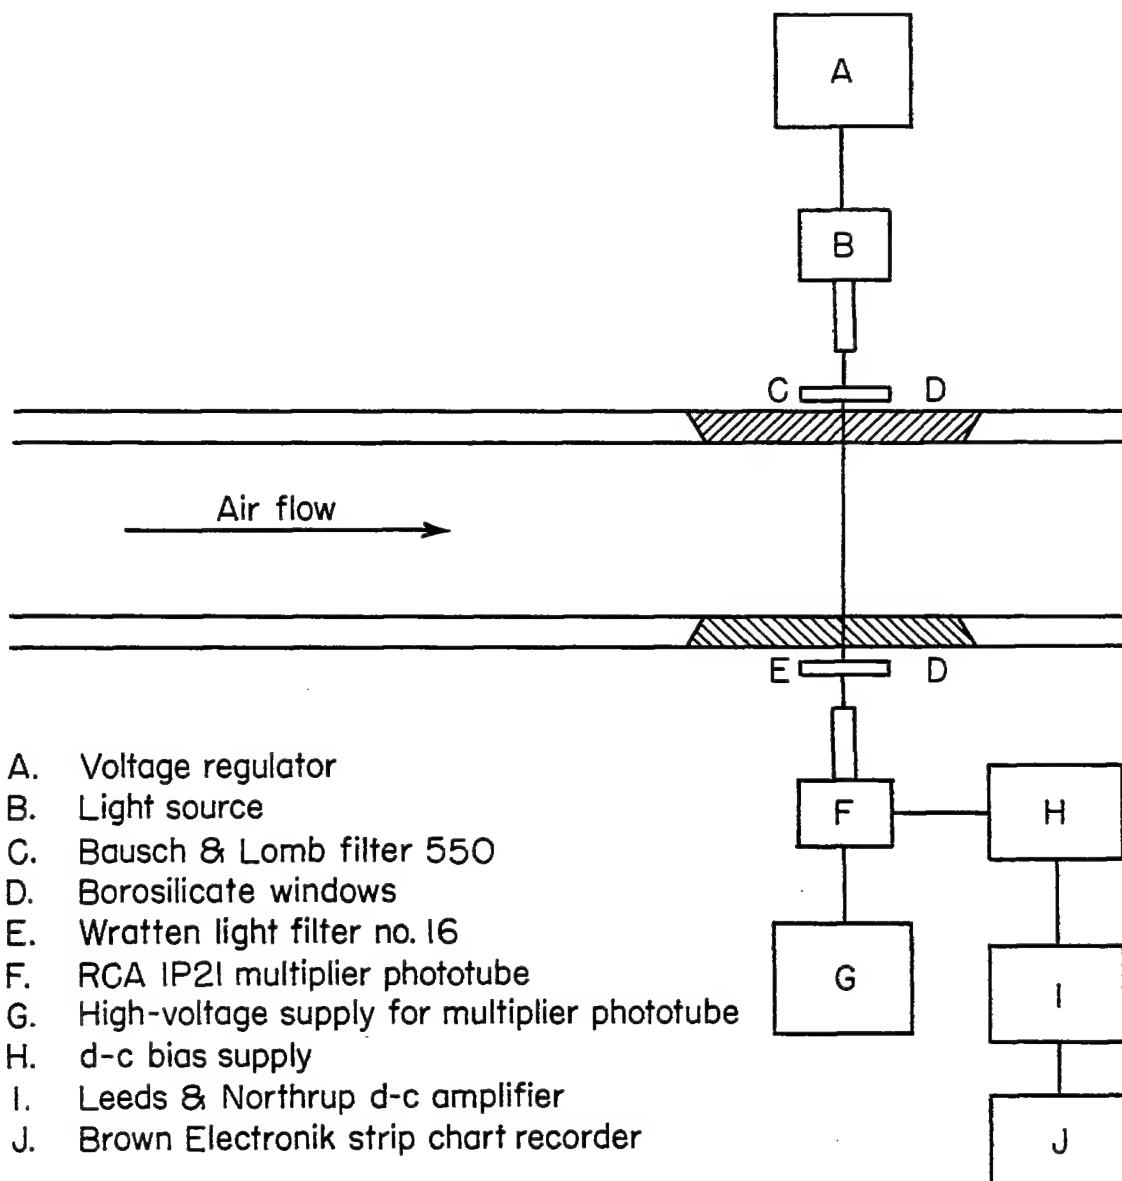 A
B
C
D
Air flow
E
D
F
H
G
I
J
A. Voltage regulator
B. Light source
C. Bausch & Lomb filter 550
D. Borosilicate windows
E. Wratten light filter no. 16
F. RCA 1P21 multiplier phototube
G. High-voltage supply for multiplier phototube
H. d-c bias supply
I. Leeds & Northrup d-c amplifier
J. Brown Electronik strip chart recorder